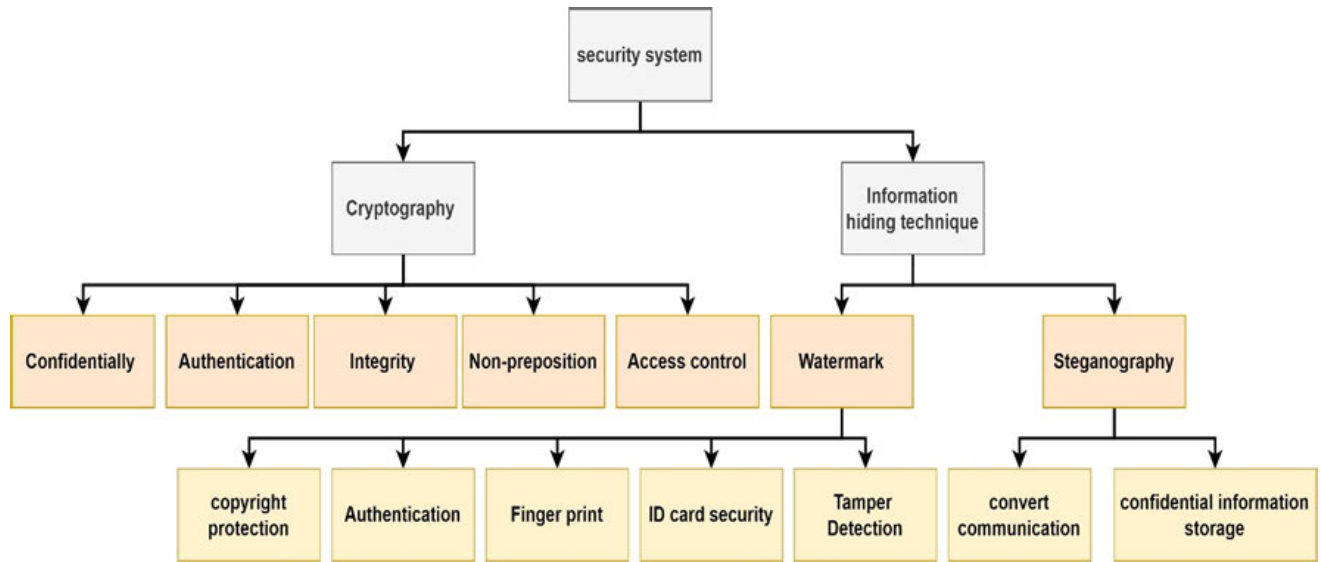 security system
Cryptography
Information
hiding technique
Confidentially
Authentication
Integrity
Non-preposition
Access control
Watermark
Steganography
copyright
protection
Authentication
Finger print
ID card security
Tamper
Detection
convert
communication
confidential information
storage